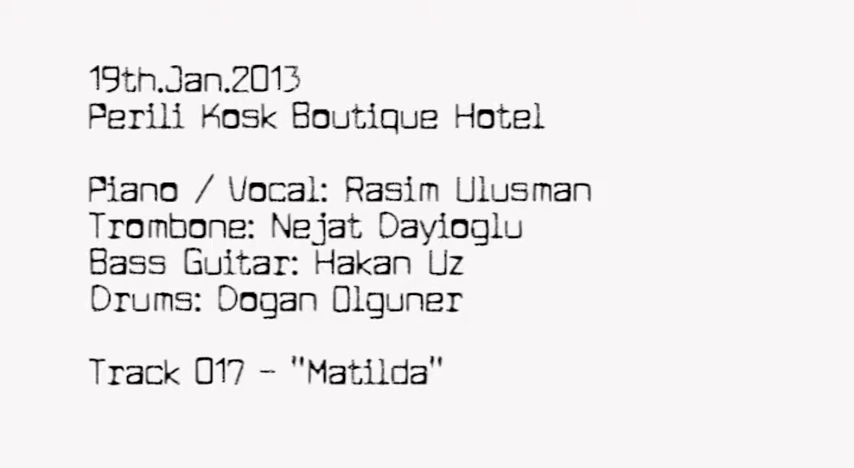 19th.Jan.2013
Perili Kosk Boutique Hotel
Piano / Vocal: Rasim Ulusman
Trombone: Nejat Dayioglu
Bass Guitar: Hakan Uz
Drums: Dogan Olguner
Track 017 - "Matilda"